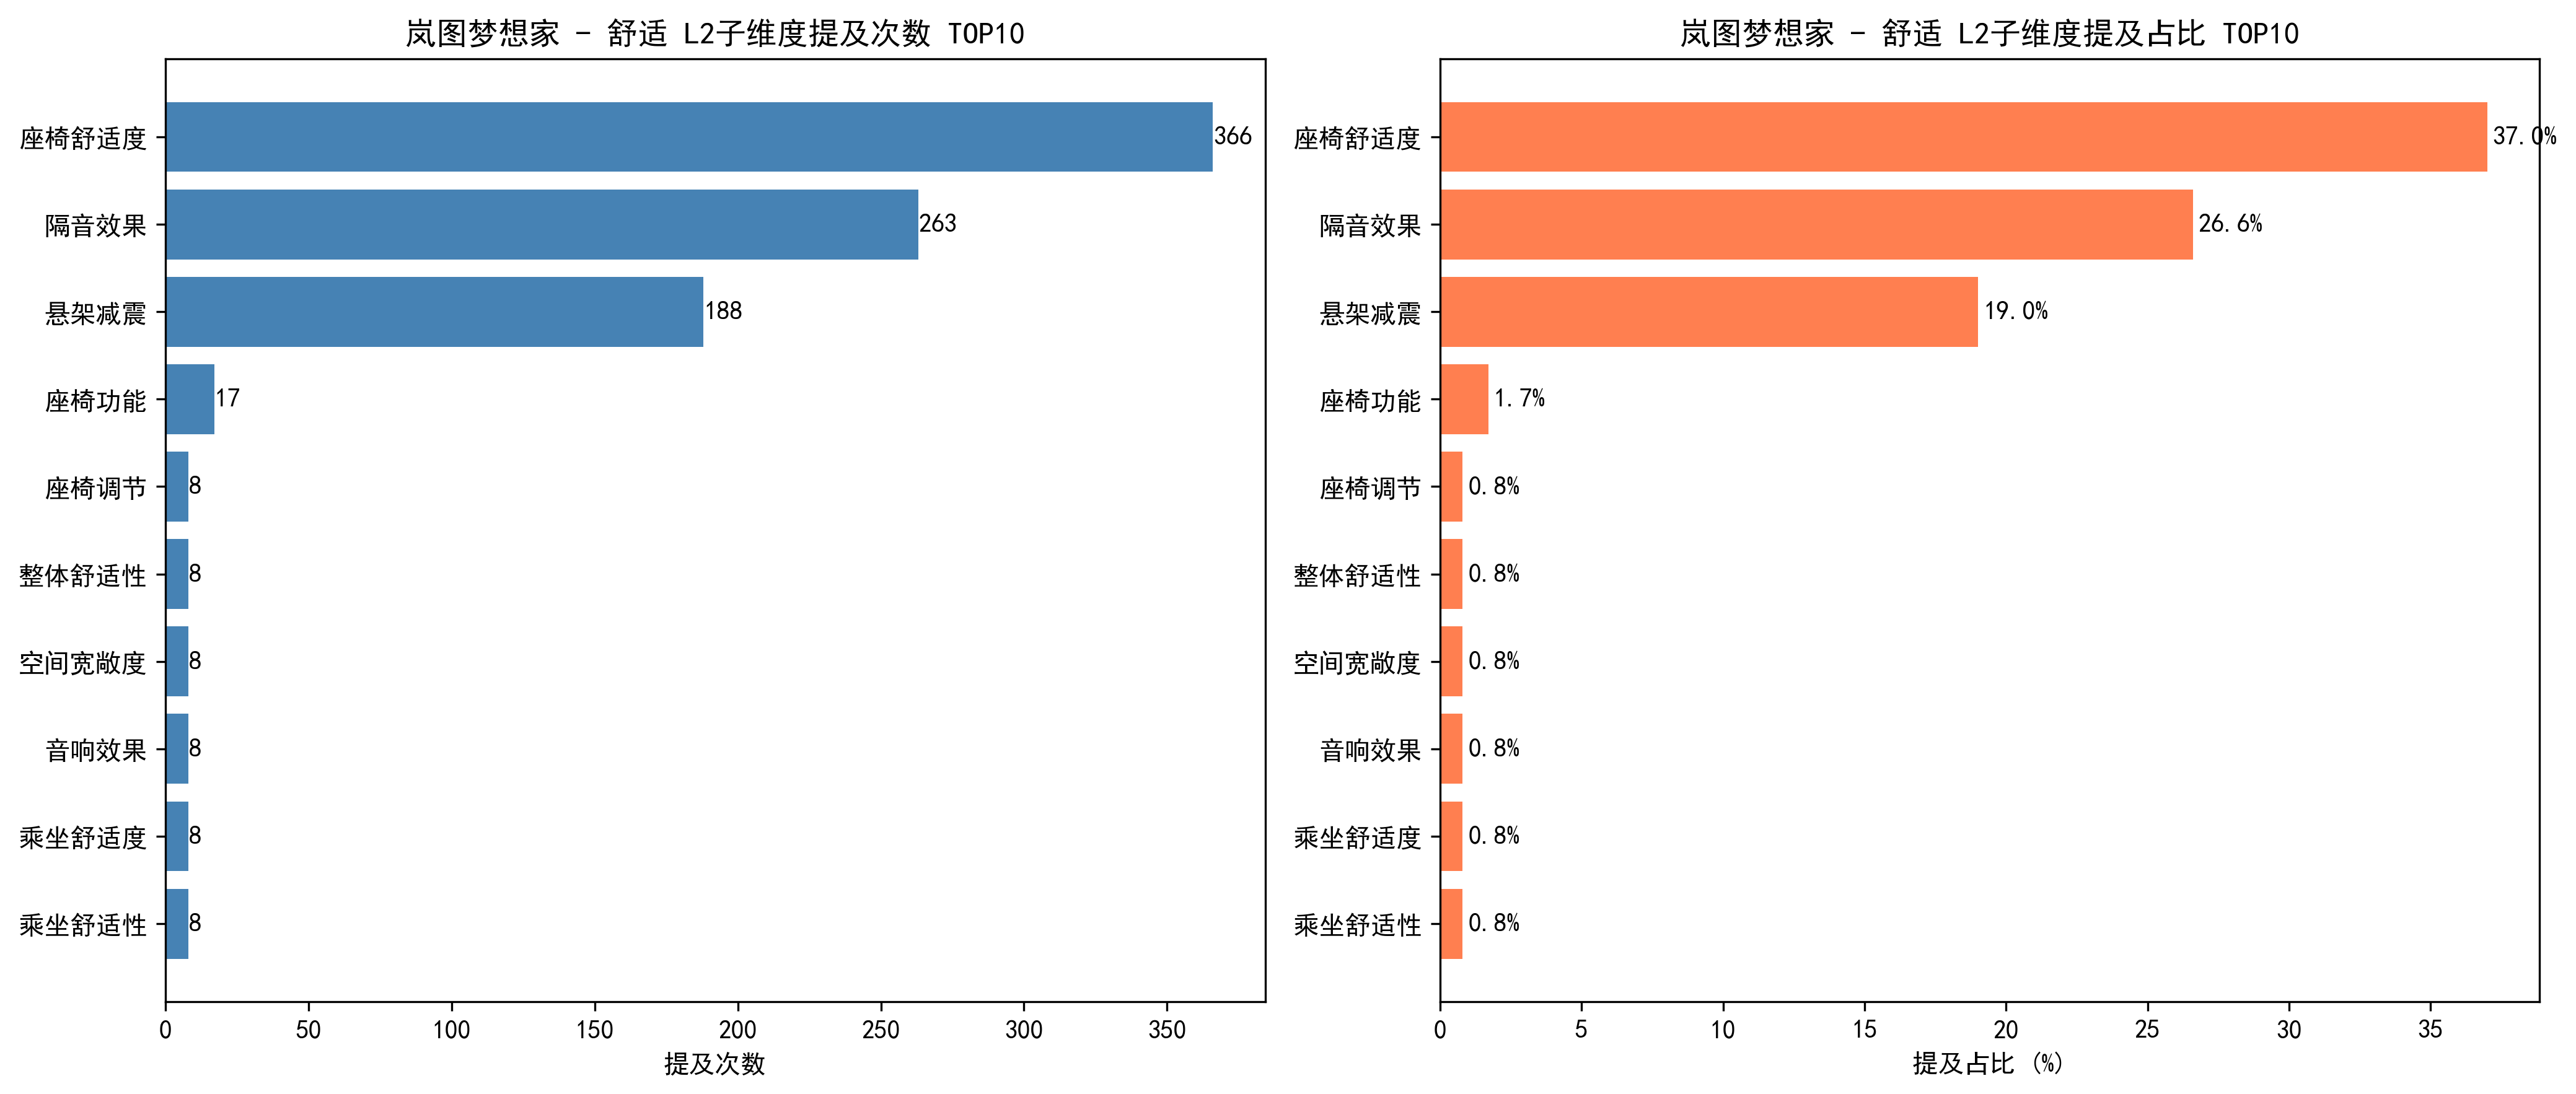 岚图梦想家 - 舒适 L2子维度提及次数 TOP10
座椅舒适度 366
隔音效果 263
悬架减震 188
座椅功能 17
座椅调节 8
整体舒适性 8
空间宽敞度 8
音响效果 8
乘坐舒适度 8
乘坐舒适性 8
0 50 100 150 200 250 300 350
提及次数
岚图梦想家 - 舒适 L2子维度提及占比 TOP10
座椅舒适度 37.0%
隔音效果 26.6%
悬架减震 19.0%
座椅功能 1.7%
座椅调节 0.8%
整体舒适性 0.8%
空间宽敞度 0.8%
音响效果 0.8%
乘坐舒适度 0.8%
乘坐舒适性 0.8%
0 5 10 15 20 25 30 35
提及占比 (%)